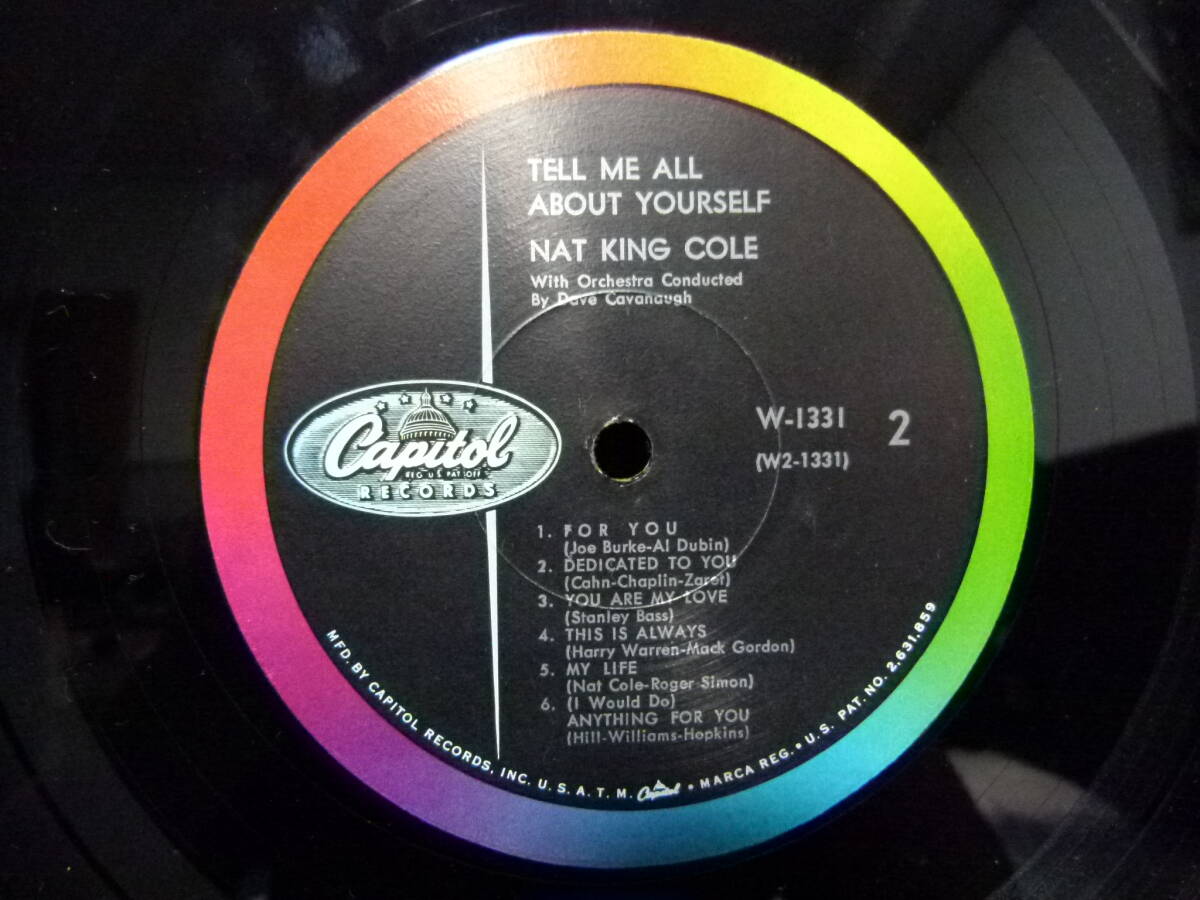 TELL ME ALL
ABOUT YOURSELF
NAT KING COLE
With Orchestra Conducted
By Dave Cavanaugh
W-1331
2
(W2-1331)
Capitol
REG. U.S. PAT. OFF.
RECORDS
1. FOR YOU
(Joe Burke-Al Dubin)
2. DEDICATED TO YOU
(Cahn-Chaplin-Zaret)
3. YOU ARE MY LOVE
(Stanley Bass)
4. THIS IS ALWAYS
(Harry Warren-Mack Gordon)
5. MY LIFE
(Nat Cole-Roger Simon)
6. (I Would Do)
ANYTHING FOR YOU
(Hill-Williams-Hopkins)
MFD. BY CAPITOL RECORDS, INC. U.S.A. T.M. Capitol • MARCA REG. • U.S. PAT. NO. 2,631,859